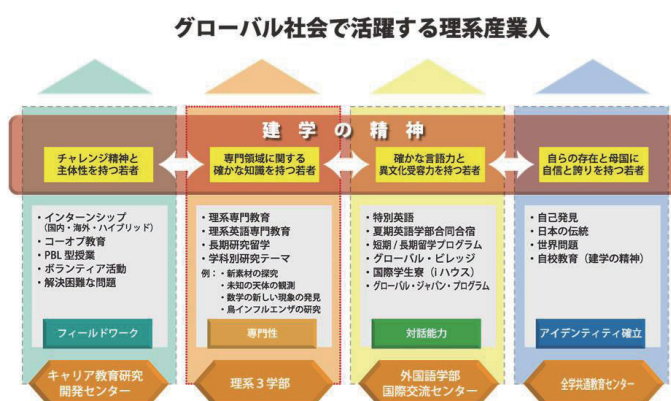 グローバル社会で活躍する理系産業人
建学の精神
チャレンジ精神と
主体性を持つ若者
専門領域に関する
確かな知識を持つ若者
確かな言語力と
異文化受容力を持つ若者
自らの存在と母国に
自信と誇りを持つ若者
・インターンシップ
（国内・海外・ハイブリッド）
・コーオプ教育
・PBL型授業
・ボランティア活動
・解決困難な問題
フィールドワーク
キャリア教育研究
開発センター
・理系専門教育
・理系英語専門教育
・長期研究留学
・学科別研究テーマ
例：・新素材の探究
・未知の天体の観測
・数学の新しい現象の発見
・鳥インフルエンザの研究
専門性
理系３学部
・特別英語
・夏期英語学部合同合宿
・短期 / 長期留学プログラム
・グローバル・ビレッジ
・国際学生寮（i ハウス）
・グローバル・ジャパン・プログラム
対話能力
外国語学部
国際交流センター
・自己発見
・日本の伝統
・世界問題
・自校教育（建学の精神）
アイデンティティ確立
全学共通教育センター